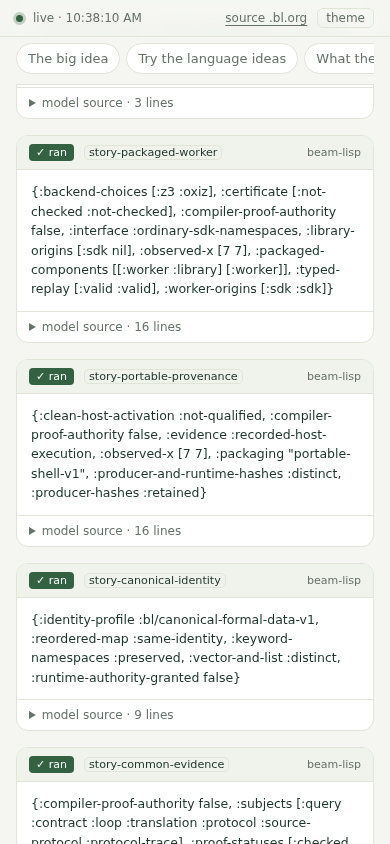 live · 10:38:10 AM
source .bl.org
theme
The big idea
Try the language ideas
What the
model source · 3 lines
✓ ran
story-packaged-worker
beam-lisp
{:backend-choices [:z3 :oxiz], :certificate [:not-
checked :not-checked], :compiler-proof-authority
false, :interface :ordinary-sdk-namespaces, :library-
origins [:sdk nil], :observed-x [7 7], :packaged-
components [[:worker :library] [:worker]], :typed-
replay [:valid :valid], :worker-origins [:sdk :sdk]}
model source · 16 lines
✓ ran
story-portable-provenance
beam-lisp
{:clean-host-activation :not-qualified, :compiler-
proof-authority false, :evidence :recorded-host-
execution, :observed-x [7 7], :packaging "portable-
shell-v1", :producer-and-runtime-hashes :distinct,
:producer-hashes :retained}
model source · 16 lines
✓ ran
story-canonical-identity
beam-lisp
{:identity-profile :bl/canonical-formal-data-v1,
:reordered-map :same-identity, :keyword-
namespaces :preserved, :vector-and-list :distinct,
:runtime-authority-granted false}
model source · 9 lines
✓ ran
story-common-evidence
beam-lisp
{:compiler-proof-authority false, :subjects [:query
:contract :loop :translation :protocol :source-
protocol :protocol-trace], :proof-statuses [:checked